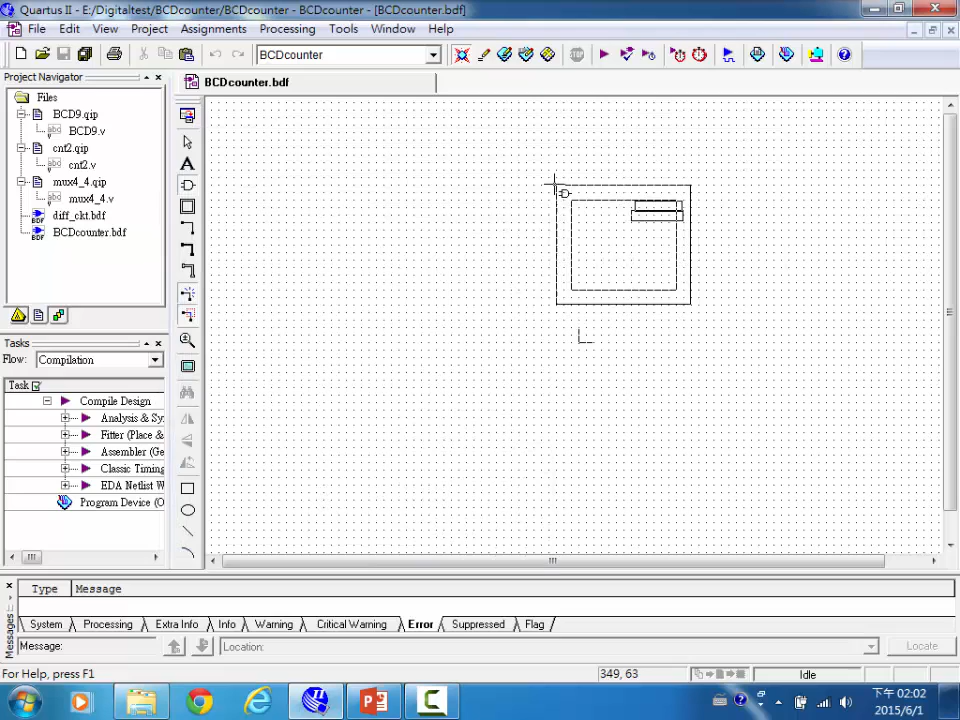 Quartus II - E:/Digitaltest/BCDcounter/BCDcounter - BCDcounter - [BCDcounter.bdf]
File Edit View Project Assignments Processing Tools Window Help
BCDcounter
Project Navigator
BCDcounter.bdf
Files
BCD9.qip
BCD9.v
cnt2.qip
cnt2.v
mux4_4.qip
mux4_4.v
diff_ckt.bdf
BCDcounter.bdf
Tasks
Flow: Compilation
Task
Compile Design
Analysis & Sy
Fitter (Place &
Assembler (Ge
Classic Timing
EDA Netlist W
Program Device (O
Type Message
Messages
System Processing Extra Info Info Warning Critical Warning Error Suppressed Flag
Message: Location: Locate
For Help, press F1 349, 63 Idle
下午 02:02
2015/6/1